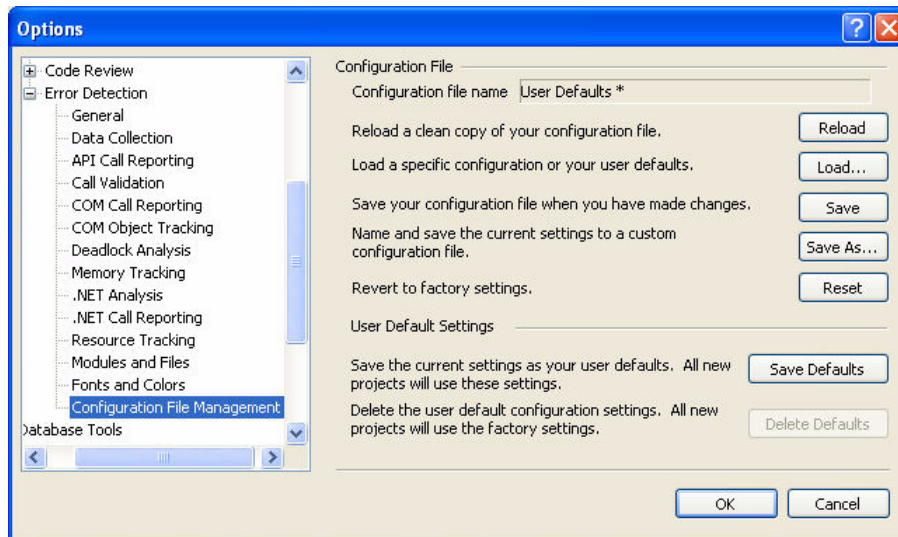 Options
Code Review
Error Detection
General
Data Collection
API Call Reporting
Call Validation
COM Call Reporting
COM Object Tracking
Deadlock Analysis
Memory Tracking
.NET Analysis
.NET Call Reporting
Resource Tracking
Modules and Files
Fonts and Colors
Configuration File Management
Database Tools
Configuration File
Configuration file name User Defaults *
Reload a clean copy of your configuration file. Reload
Load a specific configuration or your user defaults. Load...
Save your configuration file when you have made changes. Save
Name and save the current settings to a custom
configuration file. Save As...
Revert to factory settings. Reset
User Default Settings
Save the current settings as your user defaults. All new
projects will use these settings. Save Defaults
Delete the user default configuration settings. All new
projects will use the factory settings. Delete Defaults
OK Cancel